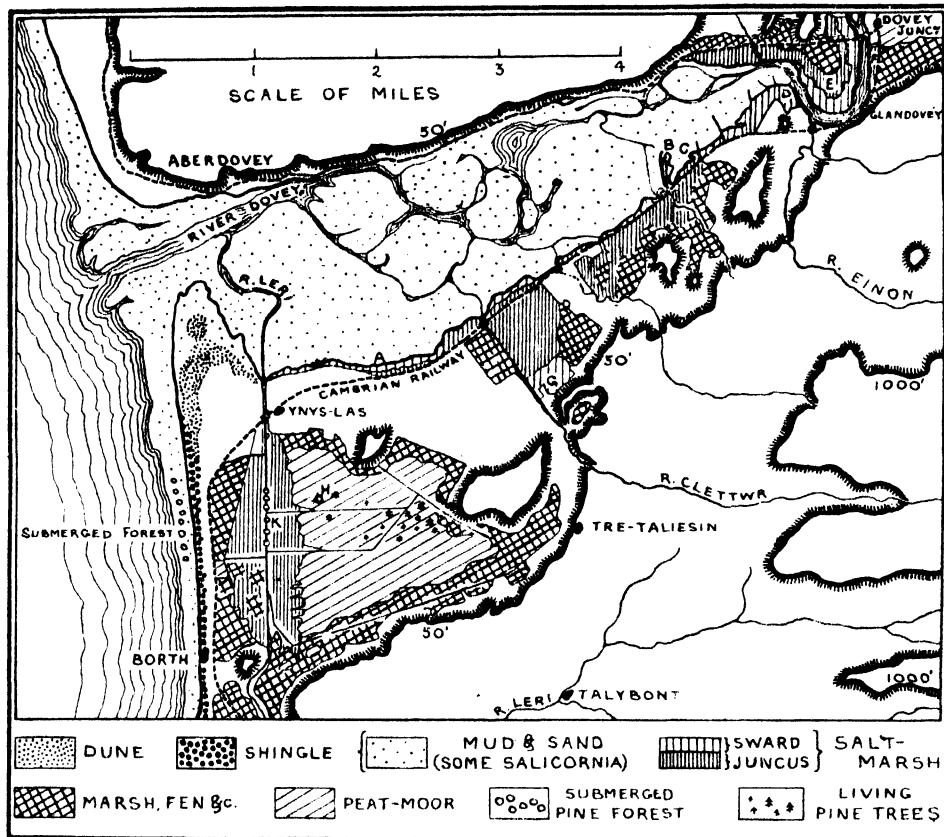 DOVEY
JUNCT
1 2 3 4
SCALE OF MILES
E
D
GLANDOVEY
50'
B C
ABERDOVEY
RIVER DOVEY
R. LERI
R. EINON
A
50'
1000'
CAMBRIAN RAILWAY
G
YNYS-LAS
R. CLETTWR
H
SUBMERGED FOREST
K
TRE-TALIESIN
50'
BORTH
1000'
R. LERI
TALYBONT
DUNE
SHINGLE
MUD & SAND
(SOME SALICORNIA)
SWARD
JUNCUS
SALT-
MARSH
MARSH, FEN &C.
PEAT-MOOR
SUBMERGED
PINE FOREST
LIVING
PINE TREES